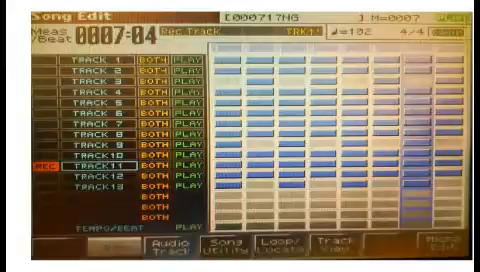 Song Edit [000717NG ] M=0007 PLAY
Meas /Beat 0007:04 Rec Track TRK11 ♩=102 4/4
TRACK 1 BOTH PLAY
TRACK 2 BOTH PLAY
TRACK 3 BOTH PLAY
TRACK 4 BOTH PLAY
TRACK 5 BOTH PLAY
TRACK 6 BOTH PLAY
TRACK 7 BOTH PLAY
TRACK 8 BOTH PLAY
TRACK 9 BOTH PLAY
TRACK10 BOTH PLAY
REC TRACK11 BOTH PLAY
TRACK12 BOTH PLAY
TRACK13 BOTH PLAY
BOTH
BOTH
BOTH
TEMPO/BEAT PLAY
Audio Track Song Utility Loop/ Locate Track View Micro Edit